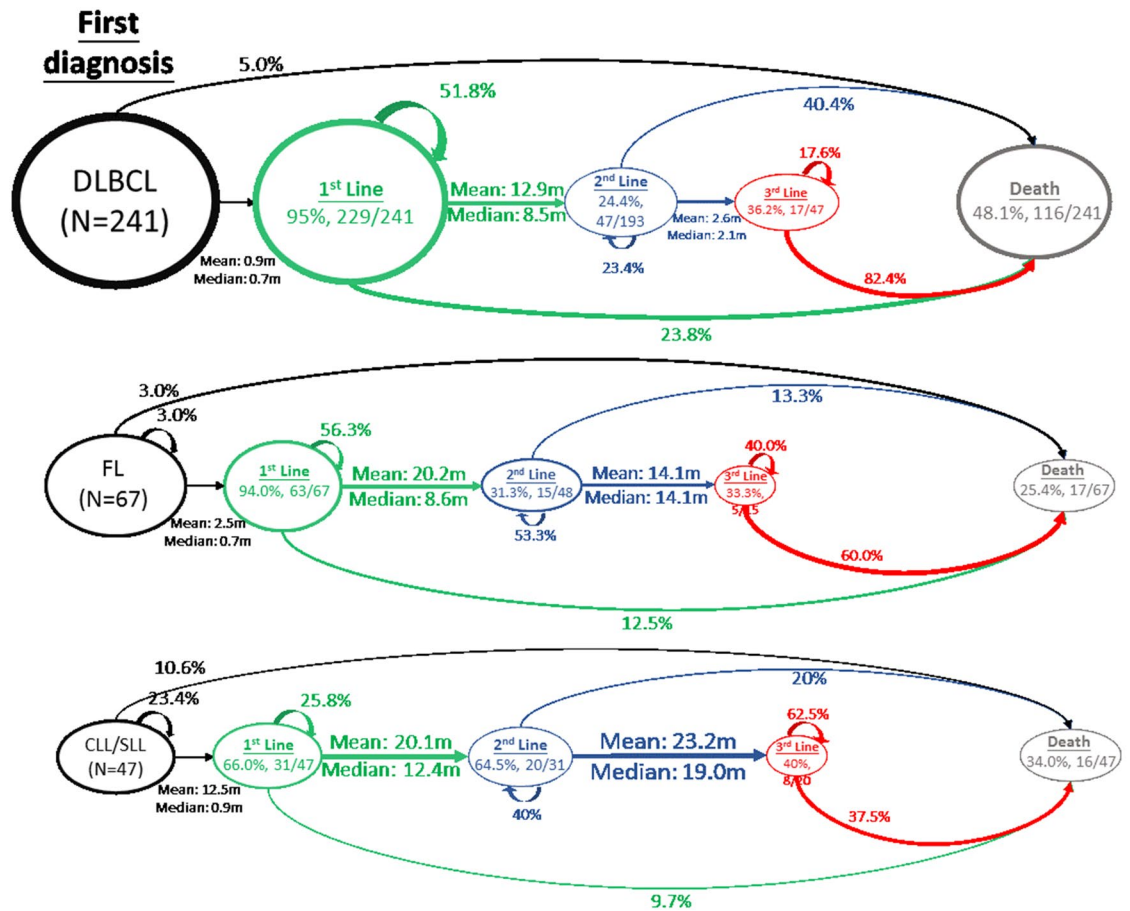 First
diagnosis
5.0%
51.8%
40.4%
DLBCL
(N=241)
1st Line
95%, 229/241
Mean: 12.9m
Median: 8.5m
2nd Line
24.4%,
47/193
Mean: 2.6m
Median: 2.1m
17.6%
3rd Line
36.2%, 17/47
Death
48.1%, 116/241
Mean: 0.9m
Median: 0.7m
23.4%
82.4%
23.8%
3.0%
3.0%
56.3%
13.3%
FL
(N=67)
1st Line
94.0%, 63/67
Mean: 20.2m
Median: 8.6m
2nd Line
31.3%, 15/48
Mean: 14.1m
Median: 14.1m
40.0%
3rd Line
33.3%,
5/15
Death
25.4%, 17/67
Mean: 2.5m
Median: 0.7m
53.3%
60.0%
12.5%
10.6%
23.4%
25.8%
20%
CLL/SLL
(N=47)
1st Line
66.0%, 31/47
Mean: 20.1m
Median: 12.4m
2nd Line
64.5%, 20/31
Mean: 23.2m
Median: 19.0m
62.5%
3rd Line
40%,
8/20
Death
34.0%, 16/47
Mean: 12.5m
Median: 0.9m
40%
37.5%
9.7%